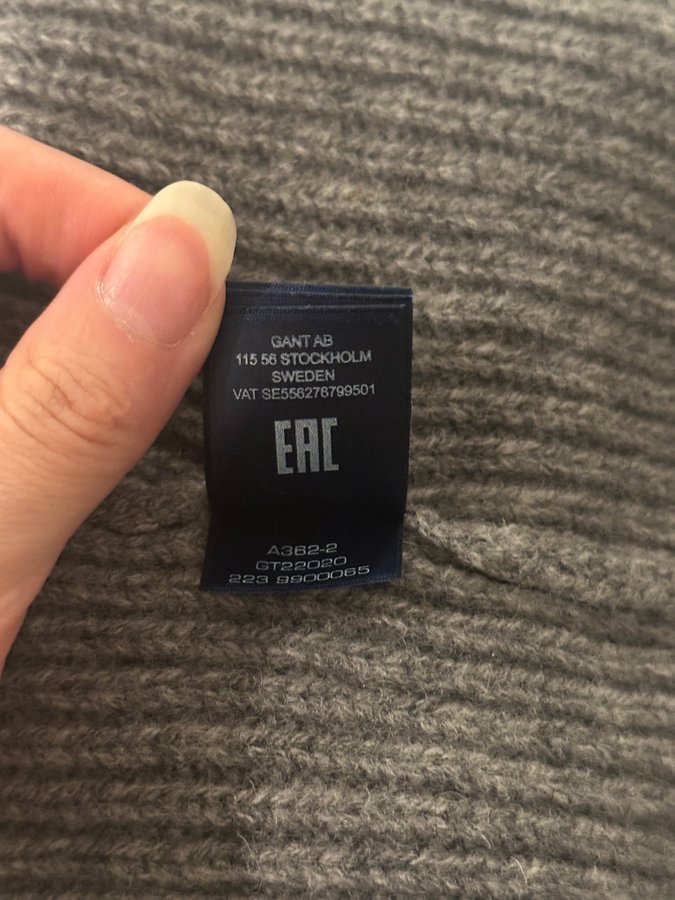 GANT AB
115 56 STOCKHOLM
SWEDEN
VAT SE556276799501
EAC
A362-2
GT22020
223 9900065